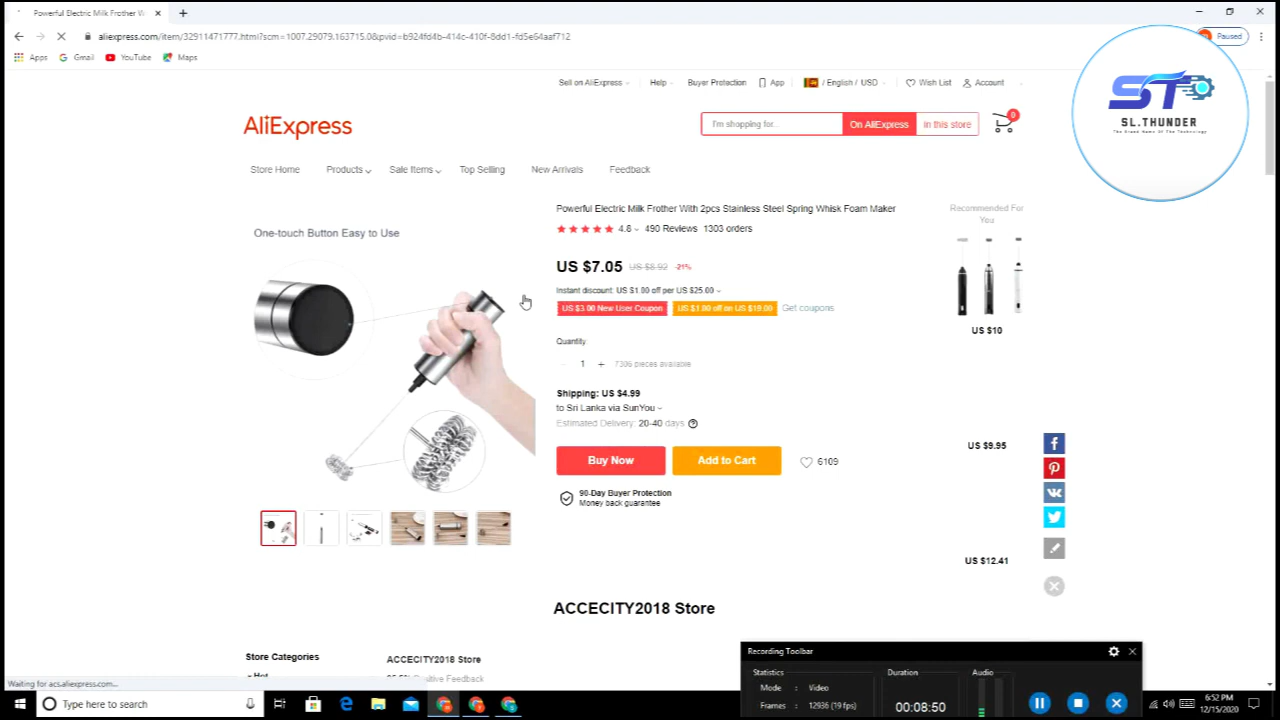 Powerful Electric Milk Frother W
aliexpress.com/item/32911471777.html?scm=1007.29079.163715.0&pvid=b924fd4b-414c-410f-8dd1-fd5e64aaf712
Paused
Apps Gmail YouTube Maps
Sell on AliExpress Help Buyer Protection App / English / USD Wish List Account
ST
SL.THUNDER
The Grand Name Of The Technology
AliExpress
I'm shopping for... On AliExpress In this store 0
Store Home Products Sale Items Top Selling New Arrivals Feedback
Powerful Electric Milk Frother With 2pcs Stainless Steel Spring Whisk Foam Maker
Recommended For
You
4.8 490 Reviews 1303 orders
One-touch Button Easy to Use
US $7.05 US $8.92 -21%
Instant discount: US $1.00 off per US $25.00
US $3.00 New User Coupon US $1.00 off on US $19.00 Get coupons
US $10
Quantity
1 + 7306 pieces available
Shipping: US $4.99
to Sri Lanka via SunYou
Estimated Delivery: 20-40 days
US $9.95
Buy Now Add to Cart 6109
90-Day Buyer Protection
Money back guarantee
US $12.41
ACCECITY2018 Store
Store Categories
ACCECITY2018 Store
Positive Feedback
Hot
Waiting for acs.aliexpress.com...
Recording Toolbar
Statistics Duration Audio
Mode : Video
Frames : 12936 (19 fps)
00:08:50
Type here to search
6:52 PM
12/15/2020